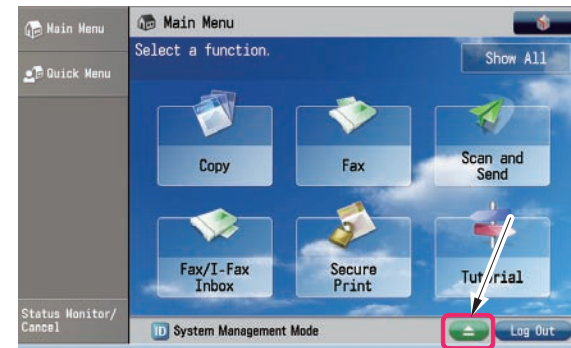 Main Menu
Quick Menu
Status Monitor/
Cancel
Main Menu
Select a function.
Show All
Copy
Fax
Scan and
Send
Fax/I-Fax
Inbox
Secure
Print
Tutorial
ID System Management Mode
Log Out